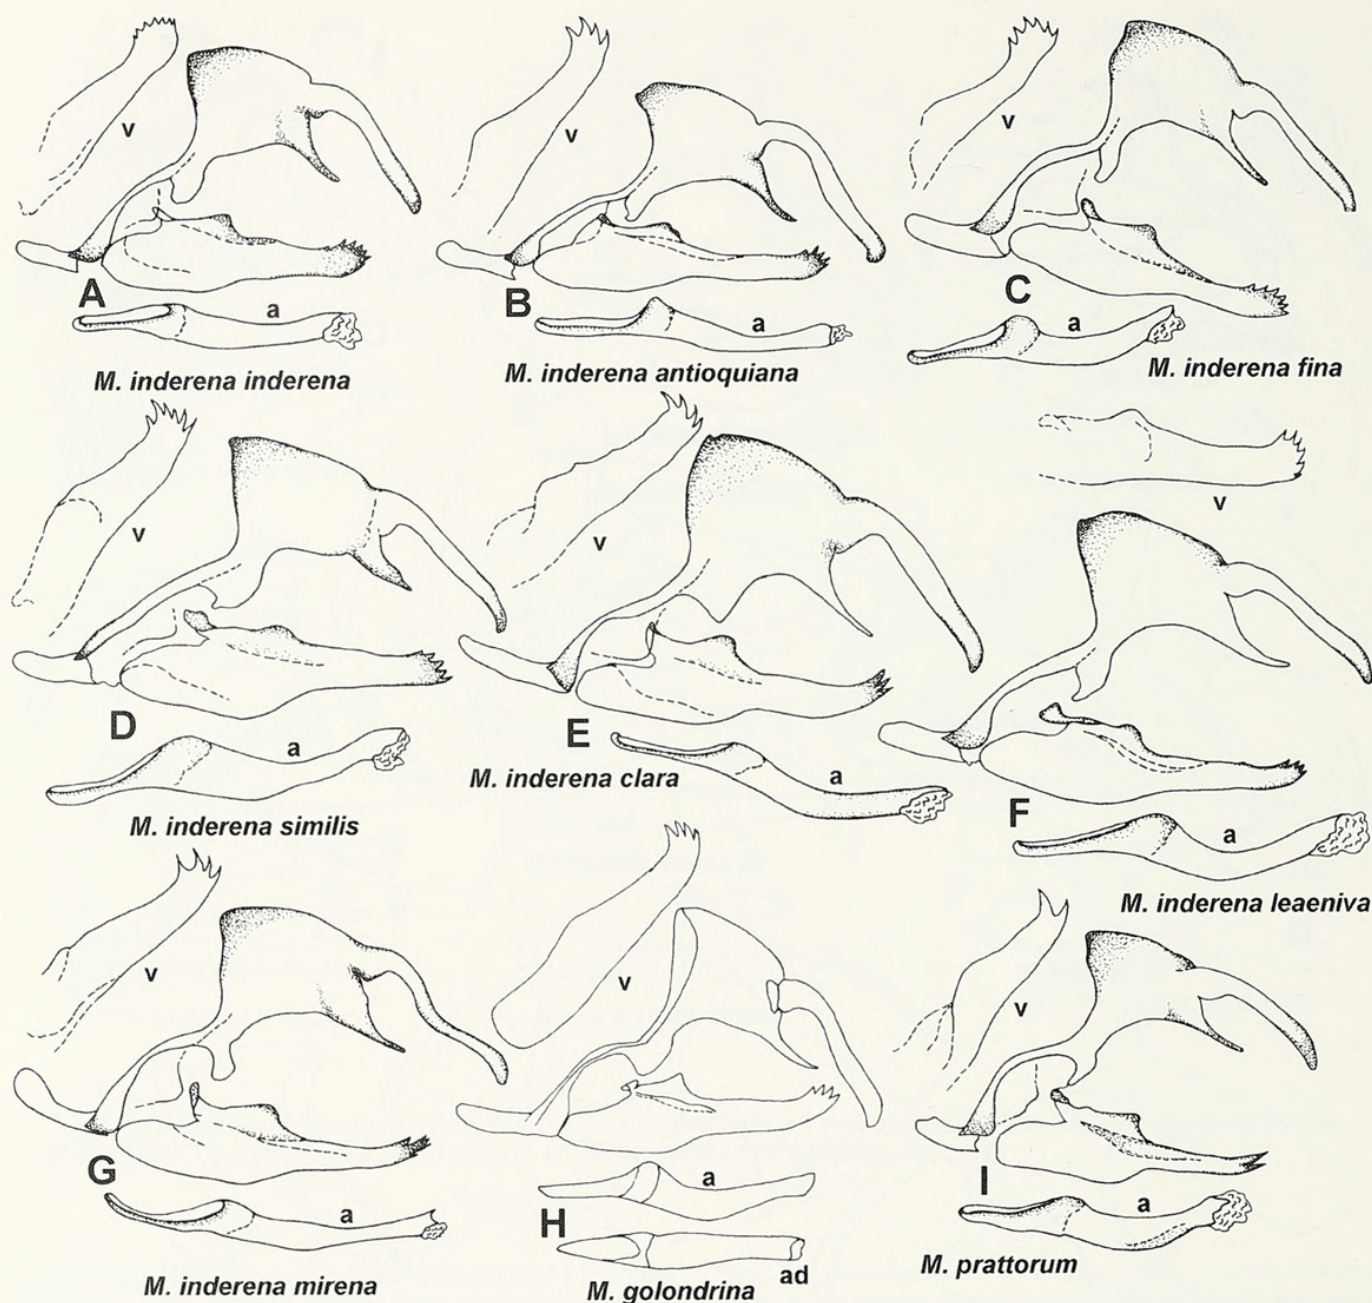 v
v
v
A
a
B
a
C
a
M. inderena inderena
M. inderena antioquiana
M. inderena fina
v
v
v
D
a
E
a
M. inderena clara
F
a
M. inderena similis
M. inderena leaeniva
v
v
v
G
a
H
a
I
a
ad
M. inderena mirena
M. golondrina
M. prattorum